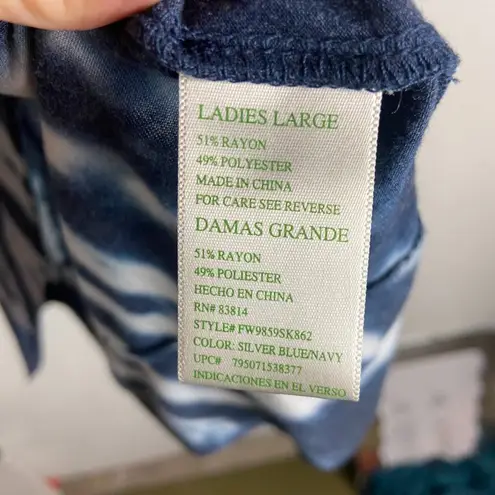 LADIES LARGE
51% RAYON
49% POLYESTER
MADE IN CHINA
FOR CARE SEE REVERSE
DAMAS GRANDE
51% RAYON
49% POLIESTER
HECHO EN CHINA
RN# 83814
STYLE# FW9859SK862
COLOR: SILVER BLUE/NAVY
UPC# 795071538377
INDICACIONES EN EL VERSO